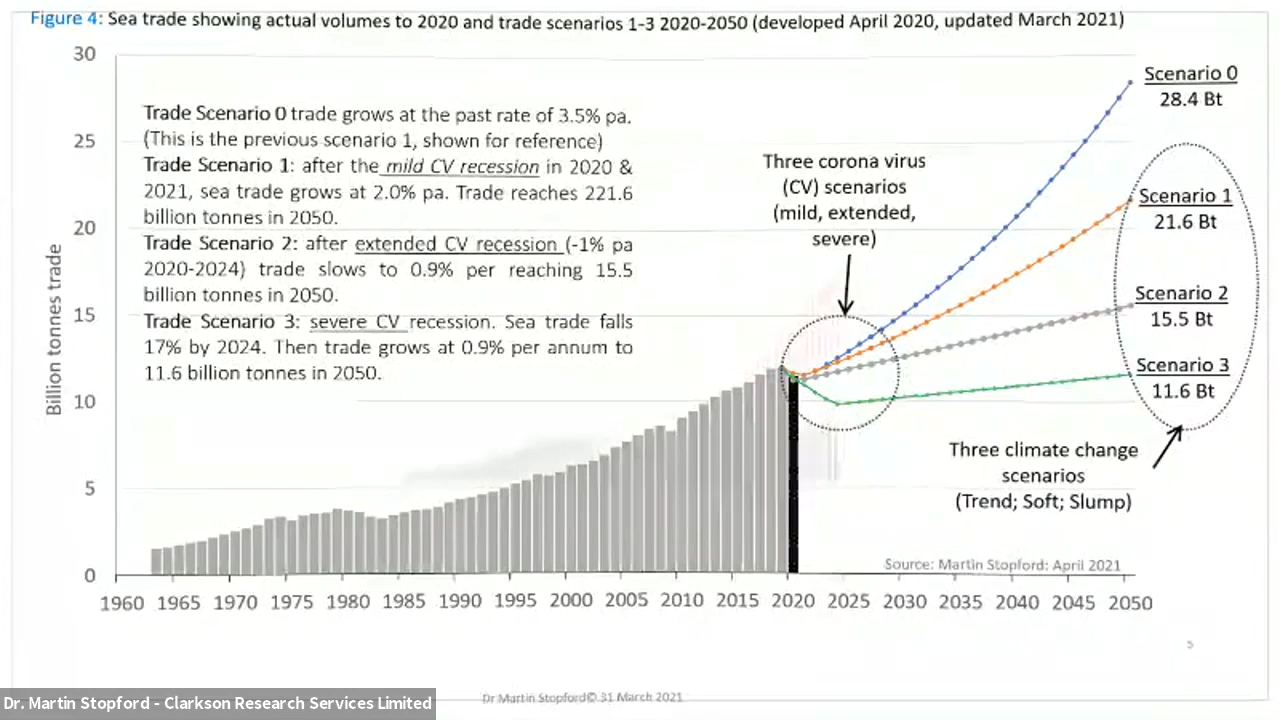 Figure 4: Sea trade showing actual volumes to 2020 and trade scenarios 1-3 2020-2050 (developed April 2020, updated March 2021)
Billion tonnes trade
30
25
20
15
10
5
0
Trade Scenario 0 trade grows at the past rate of 3.5% pa.
(This is the previous scenario 1, shown for reference)
Trade Scenario 1: after the mild CV recession in 2020 &
2021, sea trade grows at 2.0% pa. Trade reaches 221.6
billion tonnes in 2050.
Trade Scenario 2: after extended CV recession (-1% pa
2020-2024) trade slows to 0.9% per reaching 15.5
billion tonnes in 2050.
Trade Scenario 3: severe CV recession. Sea trade falls
17% by 2024. Then trade grows at 0.9% per annum to
11.6 billion tonnes in 2050.
Three corona virus
(CV) scenarios
(mild, extended,
severe)
Scenario 0
28.4 Bt
Scenario 1
21.6 Bt
Scenario 2
15.5 Bt
Scenario 3
11.6 Bt
Three climate change
scenarios
(Trend; Soft; Slump)
Source: Martin Stopford: April 2021
1960 1965 1970 1975 1980 1985 1990 1995 2000 2005 2010 2015 2020 2025 2030 2035 2040 2045 2050
5
Dr Martin Stopford© 31 March 2021
Dr. Martin Stopford - Clarkson Research Services Limited